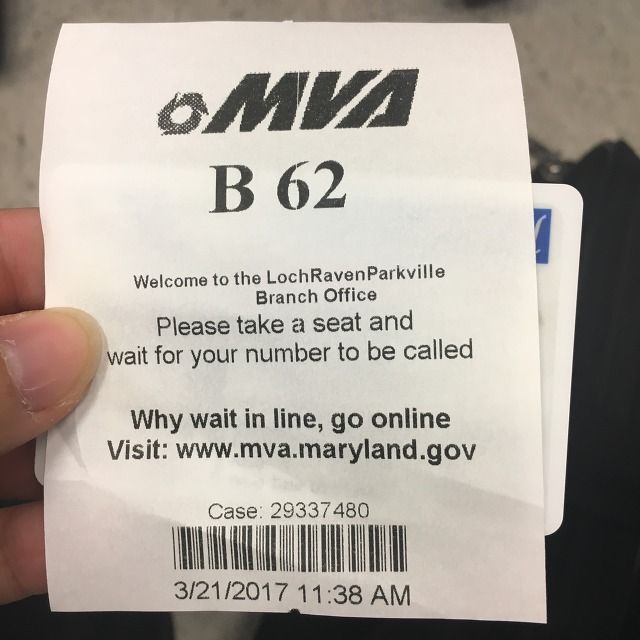 MVA
B 62
Welcome to the LochRavenParkville
Branch Office
Please take a seat and
wait for your number to be called
Why wait in line, go online
Visit: www.mva.maryland.gov
Case: 29337480
3/21/2017 11:38 AM